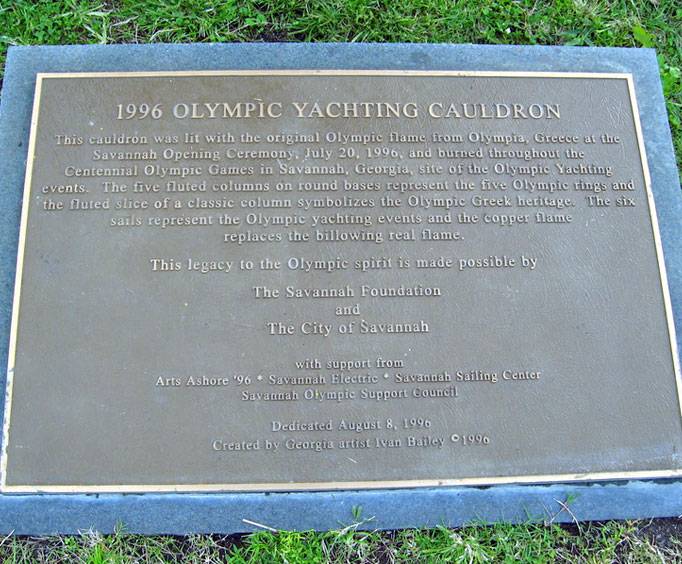 1996 OLYMPIC YACHTING CAULDRON
This cauldron was lit with the original Olympic flame from Olympia, Greece at the
Savannah Opening Ceremony, July 20, 1996, and burned throughout the
Centennial Olympic Games in Savannah, Georgia, site of the Olympic Yachting
events. The five fluted columns on round bases represent the five Olympic rings and
the fluted slice of a classic column symbolizes the Olympic Greek heritage. The six
sails represent the Olympic yachting events and the copper flame
replaces the billowing real flame.
This legacy to the Olympic spirit is made possible by
The Savannah Foundation
and
The City of Savannah
with support from
Arts Ashore '96 * Savannah Electric * Savannah Sailing Center
Savannah Olympic Support Council
Dedicated August 8, 1996
Created by Georgia artist Ivan Bailey ©1996